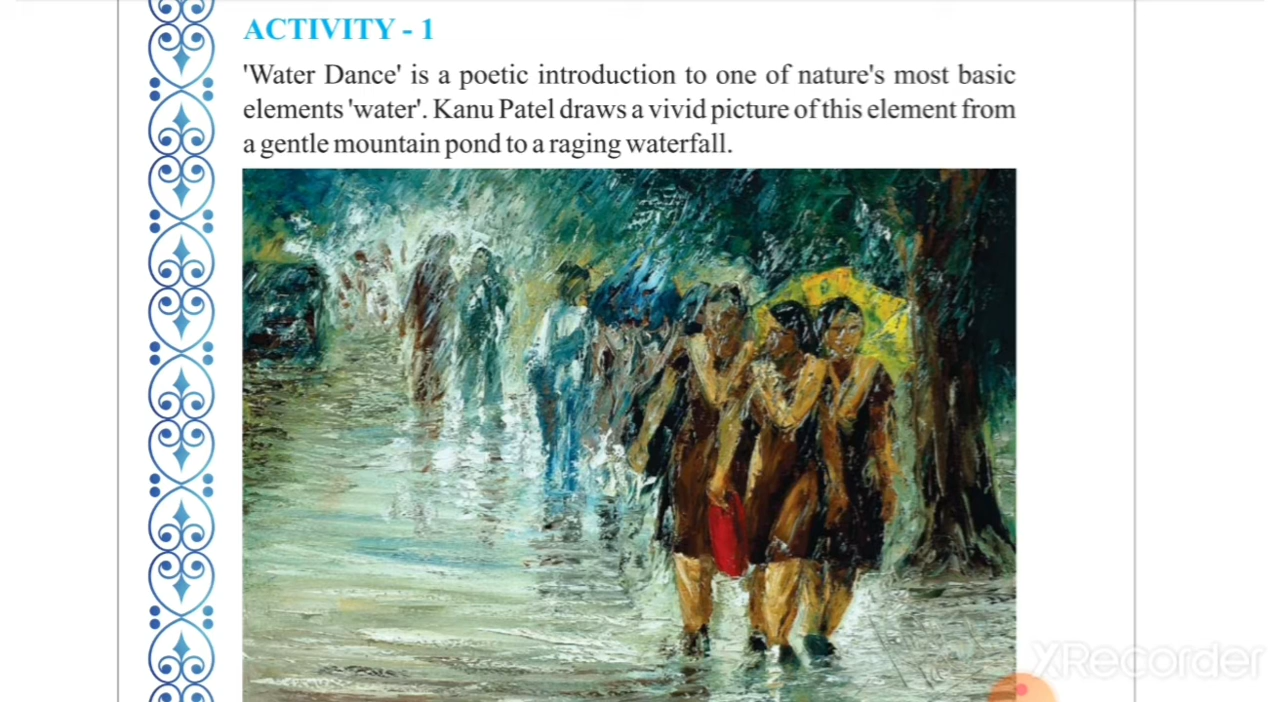 ACTIVITY - 1
'Water Dance' is a poetic introduction to one of nature's most basic
elements 'water'. Kanu Patel draws a vivid picture of this element from
a gentle mountain pond to a raging waterfall.
XRecorder